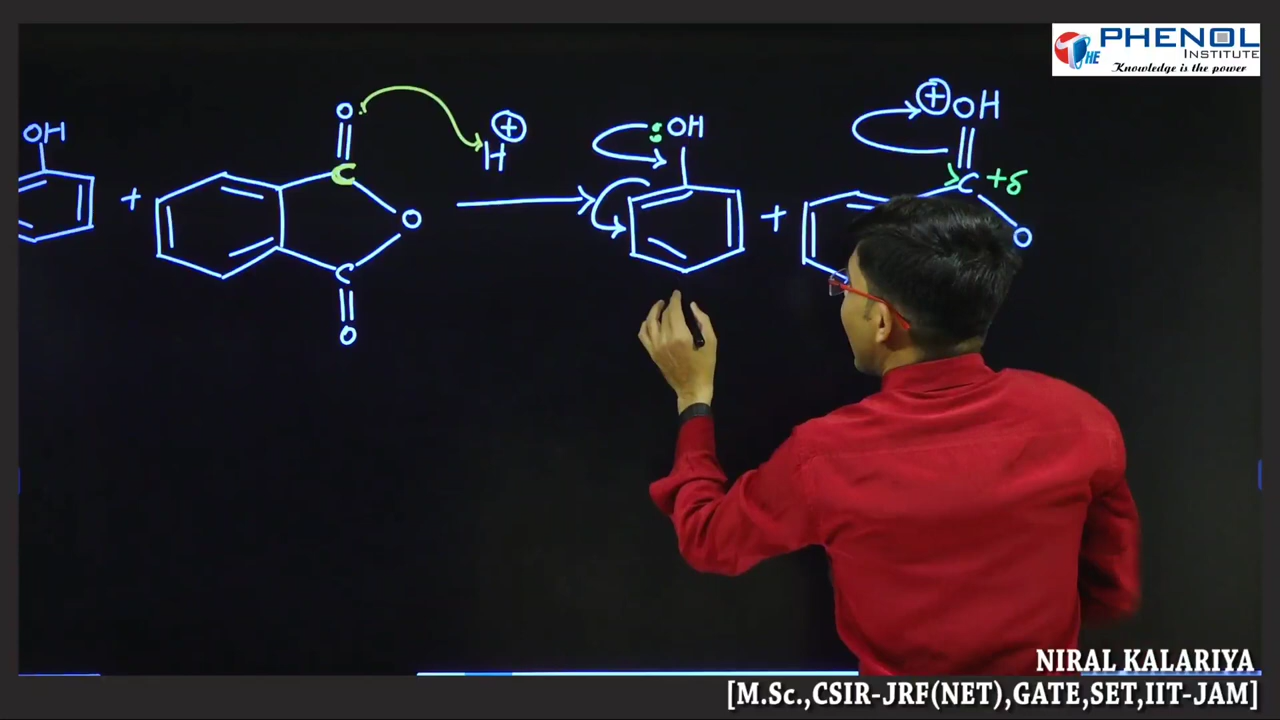 THE PHENOL
INSTITUTE
Knowledge is the power
OH
+
O
C
O
C
O
H
+
OH
+
+
OH
C
+δ
O
NIRAL KALARIYA
[M.Sc.,CSIR-JRF(NET),GATE,SET,IIT-JAM]